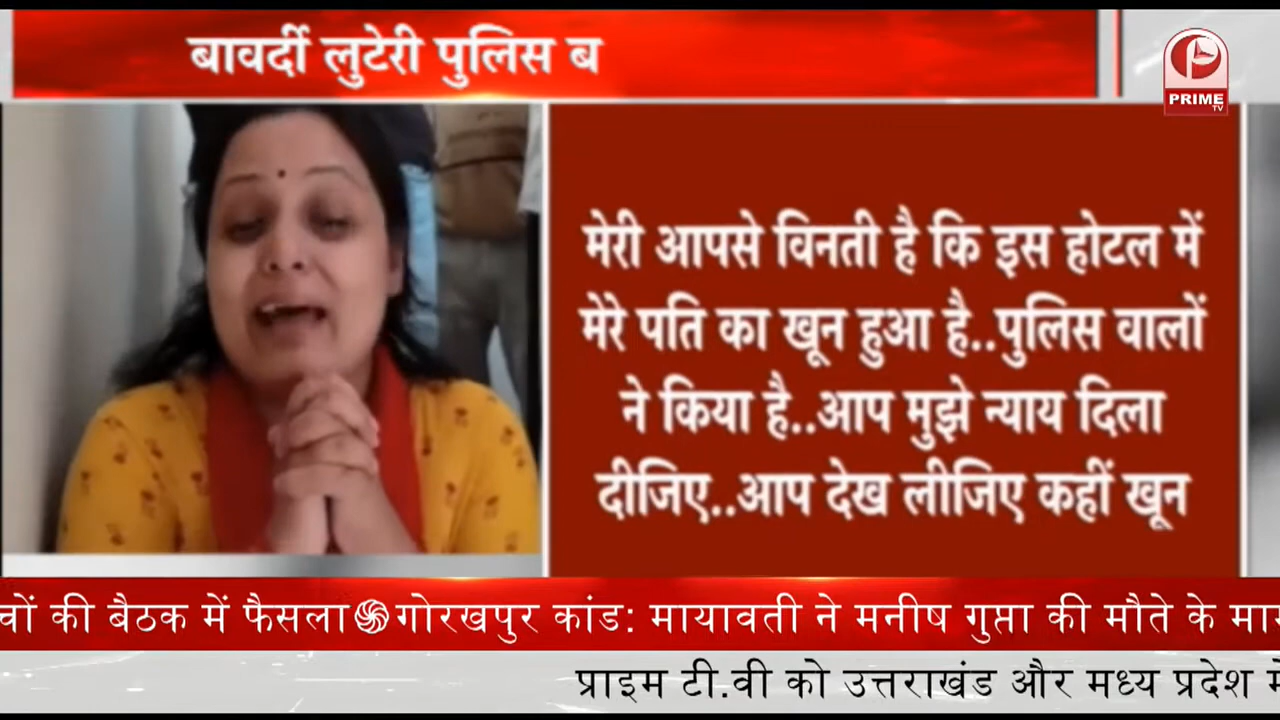 बावर्दी लुटेरी पुलिस ब
PRIME
TV
मेरी आपसे विनती है कि इस होटल में
मेरे पति का खून हुआ है..पुलिस वालों
ने किया है..आप मुझे न्याय दिला
दीजिए..आप देख लीजिए कहीं खून
वों की बैठक में फैसला गोरखपुर कांड: मायावती ने मनीष गुप्ता की मौते के माम
प्राइम टी.वी को उत्तराखंड और मध्य प्रदेश में